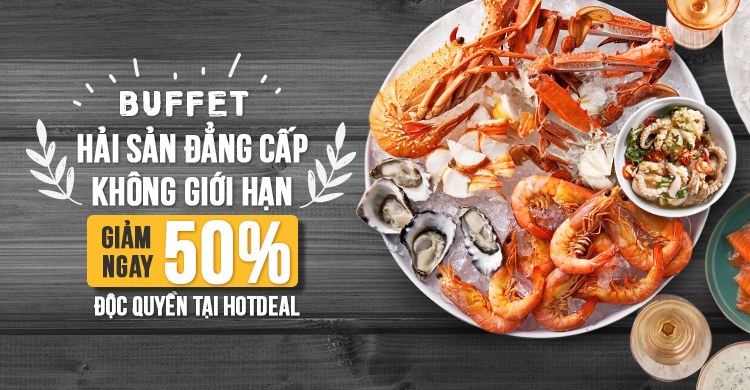 BUFFET
HẢI SẢN ĐẲNG CẤP
KHÔNG GIỚI HẠN
GIẢM NGAY 50%
ĐỘC QUYỀN TẠI HOTDEAL